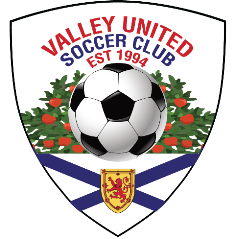 VALLEY UNITED
SOCCER CLUB
EST 1994